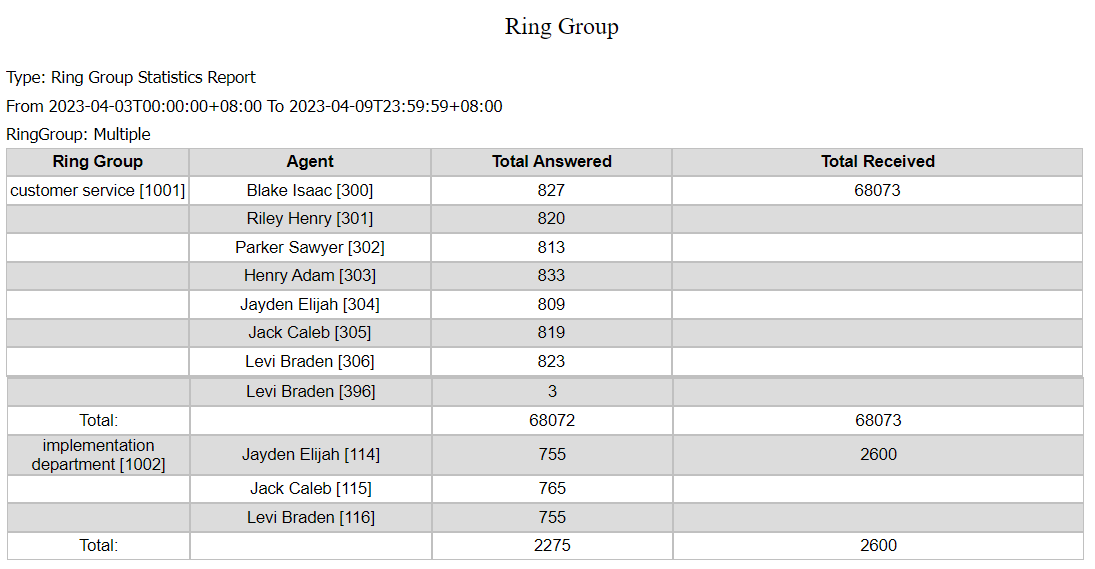 Ring Group
Type: Ring Group Statistics Report
From 2023-04-03T00:00:00+08:00 To 2023-04-09T23:59:59+08:00
RingGroup: Multiple
Ring Group Agent Total Answered Total Received
customer service [1001] Blake Isaac [300] 827 68073
Riley Henry [301] 820
Parker Sawyer [302] 813
Henry Adam [303] 833
Jayden Elijah [304] 809
Jack Caleb [305] 819
Levi Braden [306] 823
Levi Braden [396] 3
Total: 68072 68073
implementation
department [1002] Jayden Elijah [114] 755 2600
Jack Caleb [115] 765
Levi Braden [116] 755
Total: 2275 2600